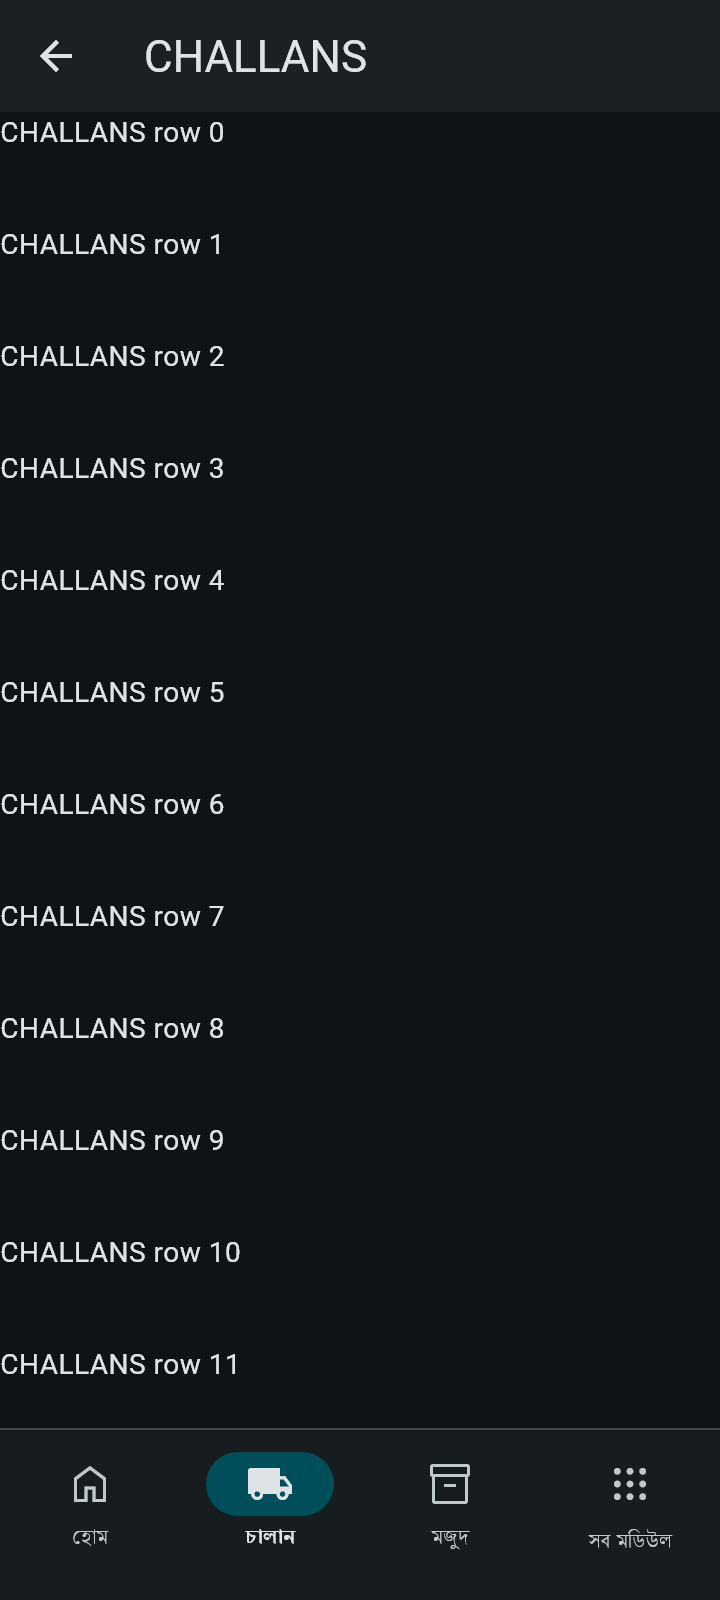 CHALLANS
CHALLANS row 0
CHALLANS row 1
CHALLANS row 2
CHALLANS row 3
CHALLANS row 4
CHALLANS row 5
CHALLANS row 6
CHALLANS row 7
CHALLANS row 8
CHALLANS row 9
CHALLANS row 10
CHALLANS row 11
হোম
চালান
মজুদ
সব মডিউল